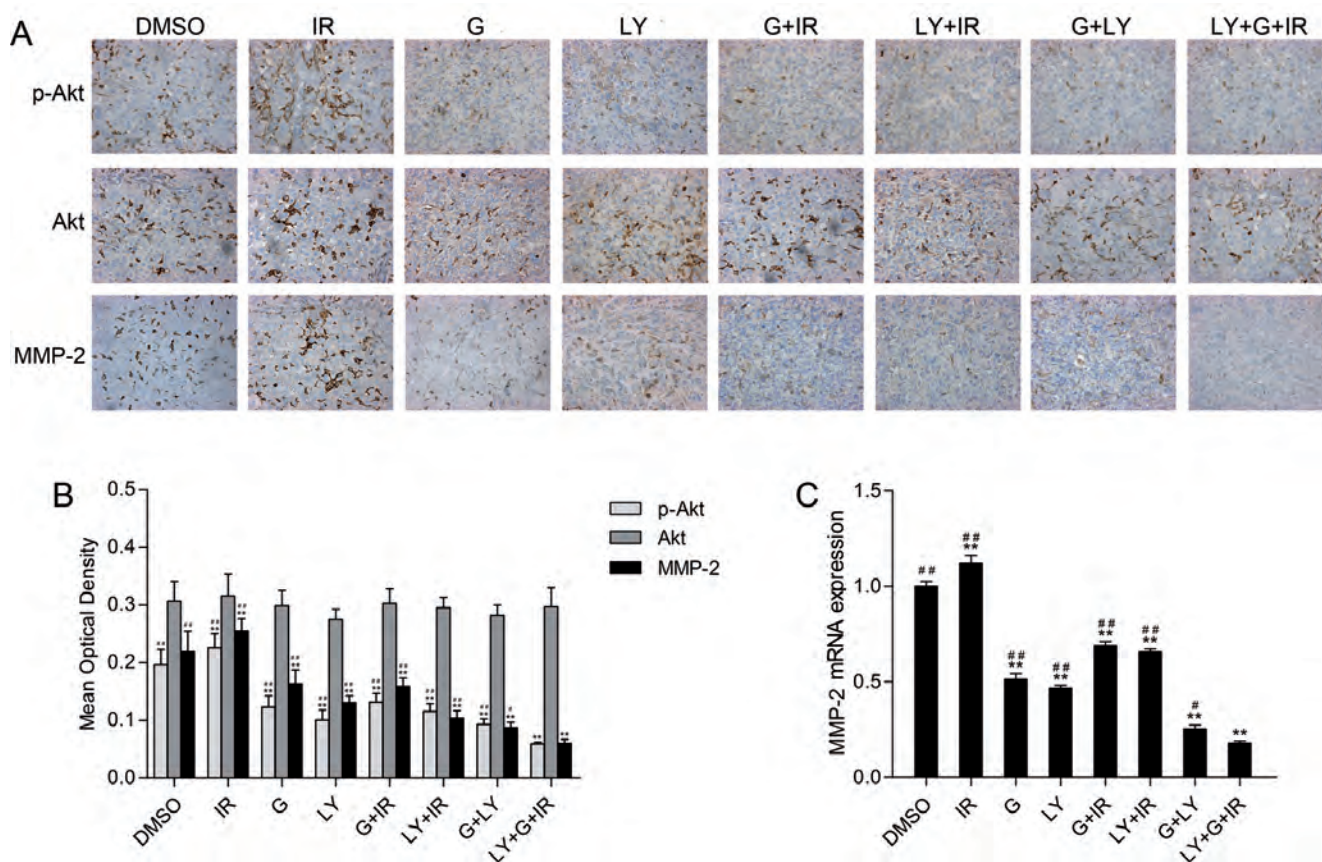 A
DMSO IR G LY G+IR LY+IR G+LY LY+G+IR
p-Akt
Akt
MMP-2
B
Mean Optical Density
0.5
0.4
0.3
0.2
0.1
0.0
## ## ## ** ## ** ## ** ## ** ## ** ## ** ## ** ## ** ## ** ## ** ## ** # ** ** **
DMSO IR G LY G+IR LY+IR G+LY LY+G+IR
p-Akt
Akt
MMP-2
C
MMP-2 mRNA expression
1.5
1.0
0.5
0.0
## ## ** ## ** ## ** ## ** ## ** # ** **
DMSO IR G LY G+IR LY+IR G+LY LY+G+IR